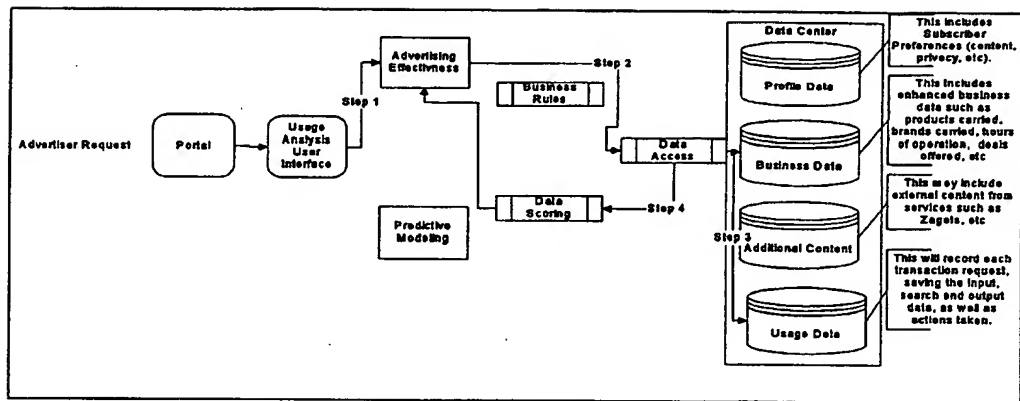 Advertiser Request
Portal
Usage
Analysis
User
Interface
Step 1
Advertising
Effectivness
Step 2
Business
Rules
Data
Access
Step 4
Data
Scoring
Predictive
Modeling
Data Center
Profile Data
Business Data
Step 3
Additional Content
Usage Data
This includes
Subscriber
Preferences (content,
privacy, etc).
This includes
enhanced business
data such as
products carried,
brands carried, hours
of operation, deals
offered, etc
This may include
external content from
services such as
Zagets, etc
This will record each
transaction request,
saving the input,
search and output
data, as well as
actions taken.